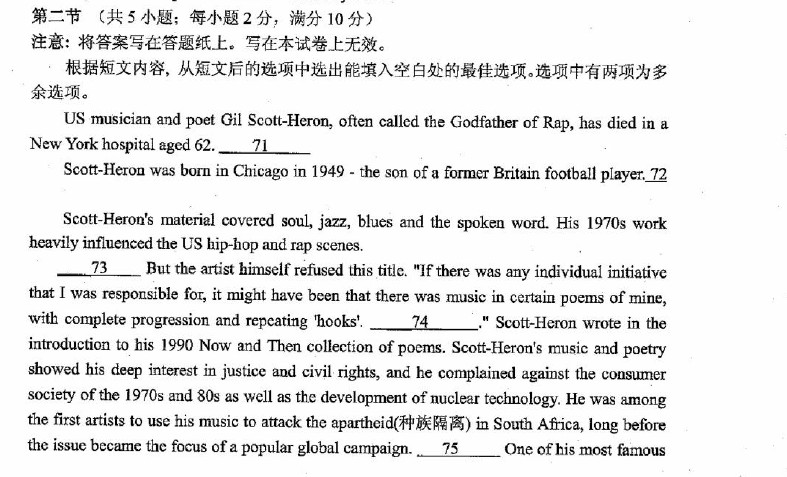 第二节 （共 5 小题；每小题 2 分，满分 10 分）
注意：将答案写在答题纸上。写在本试卷上无效。
根据短文内容，从短文后的选项中选出能填入空白处的最佳选项。选项中有两项为多
余选项。
US musician and poet Gil Scott-Heron, often called the Godfather of Rap, has died in a
New York hospital aged 62. ___71___
Scott-Heron was born in Chicago in 1949 - the son of a former Britain football player. 72
Scott-Heron's material covered soul, jazz, blues and the spoken word. His 1970s work
heavily influenced the US hip-hop and rap scenes.
___73___ But the artist himself refused this title. "If there was any individual initiative
that I was responsible for, it might have been that there was music in certain poems of mine,
with complete progression and repeating 'hooks'. ___74___." Scott-Heron wrote in the
introduction to his 1990 Now and Then collection of poems. Scott-Heron's music and poetry
showed his deep interest in justice and civil rights, and he complained against the consumer
society of the 1970s and 80s as well as the development of nuclear technology. He was among
the first artists to use his music to attack the apartheid(种族隔离) in South Africa, long before
the issue became the focus of a popular global campaign. ___75___ One of his most famous